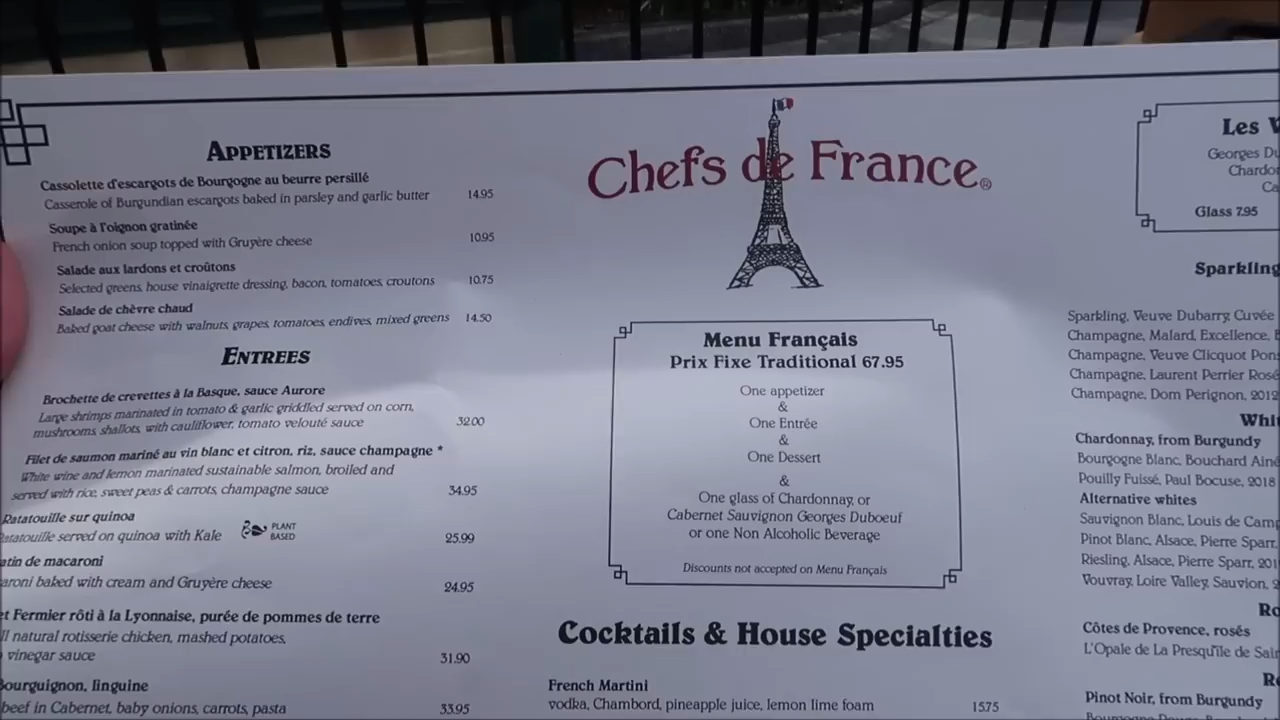 APPETIZERS
Cassolette d'escargots de Bourgogne au beurre persillé
Casserole of Burgundian escargots baked in parsley and garlic butter 14.95
Soupe à l'oignon gratinée
French onion soup topped with Gruyère cheese 10.95
Salade aux lardons et croûtons
Selected greens, house vinaigrette dressing, bacon, tomatoes, croutons 10.75
Salade de chèvre chaud
Baked goat cheese with walnuts, grapes, tomatoes, endives, mixed greens 14.50
ENTREES
Brochette de crevettes à la Basque, sauce Aurore
Large shrimps marinated in tomato & garlic griddled served on corn,
mushrooms, shallots, with cauliflower, tomato velouté sauce 32.00
Filet de saumon mariné au vin blanc et citron, riz, sauce champagne *
White wine and lemon marinated sustainable salmon, broiled and
served with rice, sweet peas & carrots, champagne sauce 34.95
Ratatouille sur quinoa
Ratatouille served on quinoa with Kale PLANT BASED 25.99
atin de macaroni
aroni baked with cream and Gruyère cheese 24.95
et Fermier rôti à la Lyonnaise, purée de pommes de terre
ll natural rotisserie chicken, mashed potatoes,
vinegar sauce 31.90
Bourguignon, linguine
beef in Cabernet, baby onions, carrots, pasta 33.95
Chefs de France®
Menu Français
Prix Fixe Traditional 67.95
One appetizer
&
One Entrée
&
One Dessert
&
One glass of Chardonnay, or
Cabernet Sauvignon Georges Duboeuf
or one Non Alcoholic Beverage
Discounts not accepted on Menu Français
Cocktails & House Specialties
French Martini
vodka, Chambord, pineapple juice, lemon lime foam 15.75
Les V
Georges Du
Chardo
Ca
Glass 7.95
Sparkling
Sparkling, Veuve Dubarry Cuvée
Champagne, Malard, Excellence, B
Champagne, Veuve Clicquot Pons
Champagne, Laurent Perrier Rosé
Champagne, Dom Perignon, 2012
Whit
Chardonnay, from Burgundy
Bourgogne Blanc, Bouchard Ainé
Pouilly Fuissé, Paul Bocuse, 2018
Alternative whites
Sauvignon Blanc, Louis de Camp
Pinot Blanc, Alsace, Pierre Sparr,
Riesling, Alsace, Pierre Sparr, 201
Vouvray, Loire Valley, Sauvion, 2
Ro
Côtes de Provence, rosés
L'Opale de La Presqu'île de Sain
Re
Pinot Noir, from Burgundy